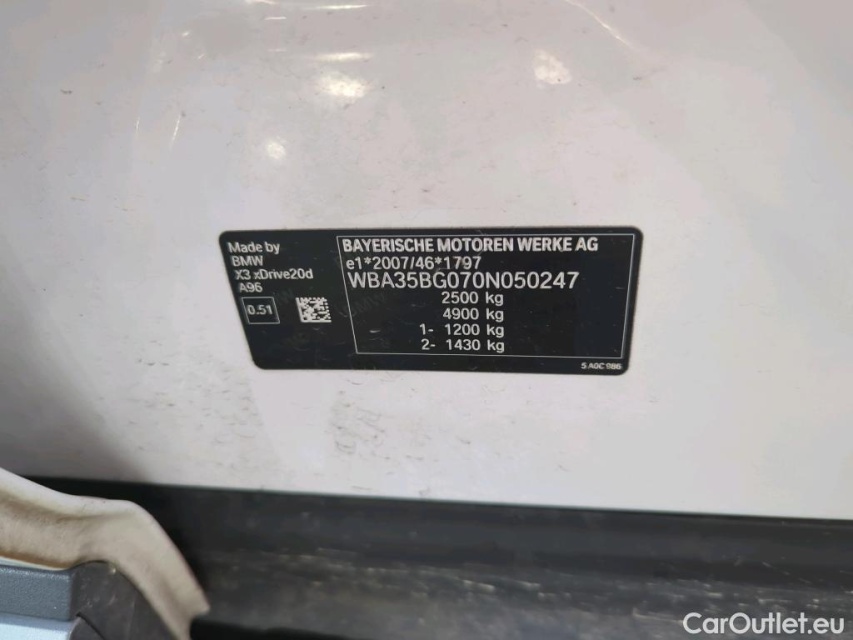 Made by
BMW
X3 xDrive20d
A96
0.51
BAYERISCHE MOTOREN WERKE AG
e1*2007/46*1797
WBA35BG070N050247
2500 kg
4900 kg
1- 1200 kg
2- 1430 kg
5 A0C 986
CarOutlet.eu